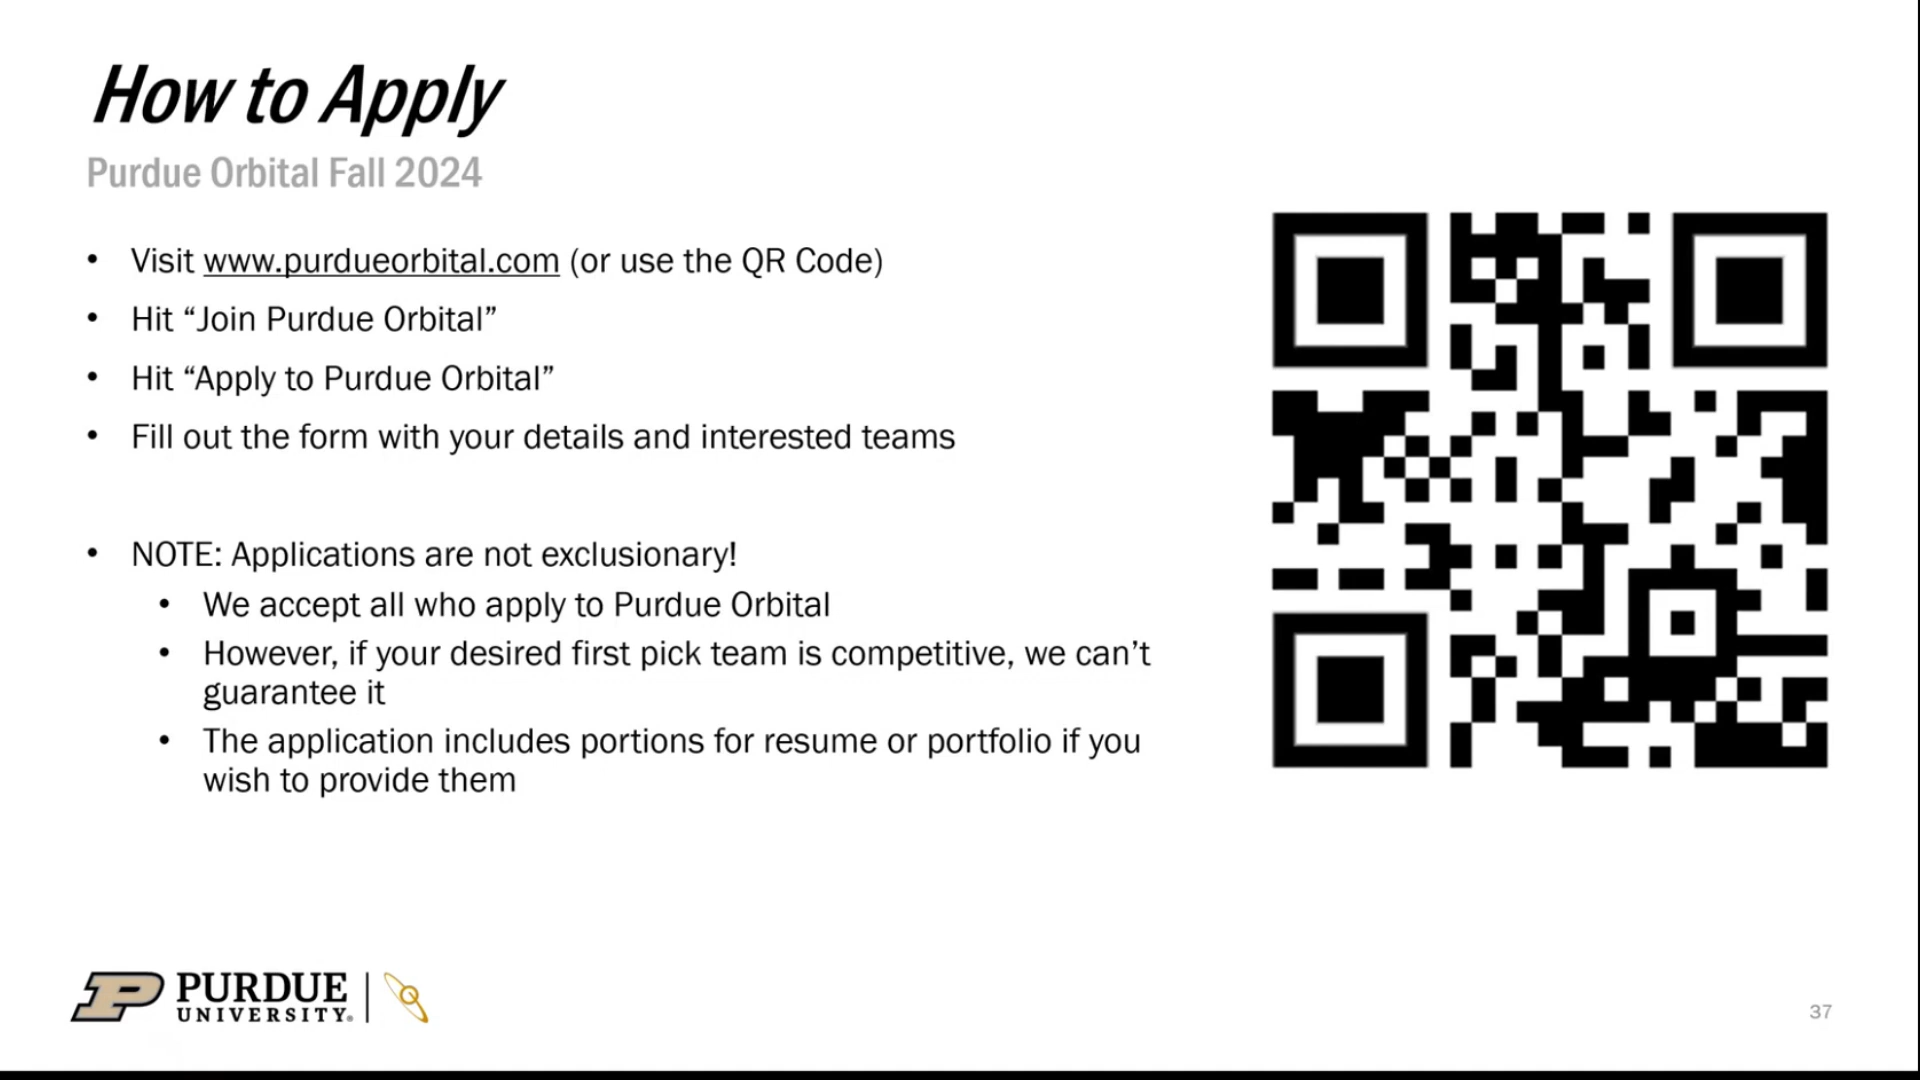 How to Apply
Purdue Orbital Fall 2024
• Visit www.purdueorbital.com (or use the QR Code)
• Hit “Join Purdue Orbital”
• Hit “Apply to Purdue Orbital”
• Fill out the form with your details and interested teams
• NOTE: Applications are not exclusionary!
• We accept all who apply to Purdue Orbital
• However, if your desired first pick team is competitive, we can’t
guarantee it
• The application includes portions for resume or portfolio if you
wish to provide them
P PURDUE
UNIVERSITY®
37